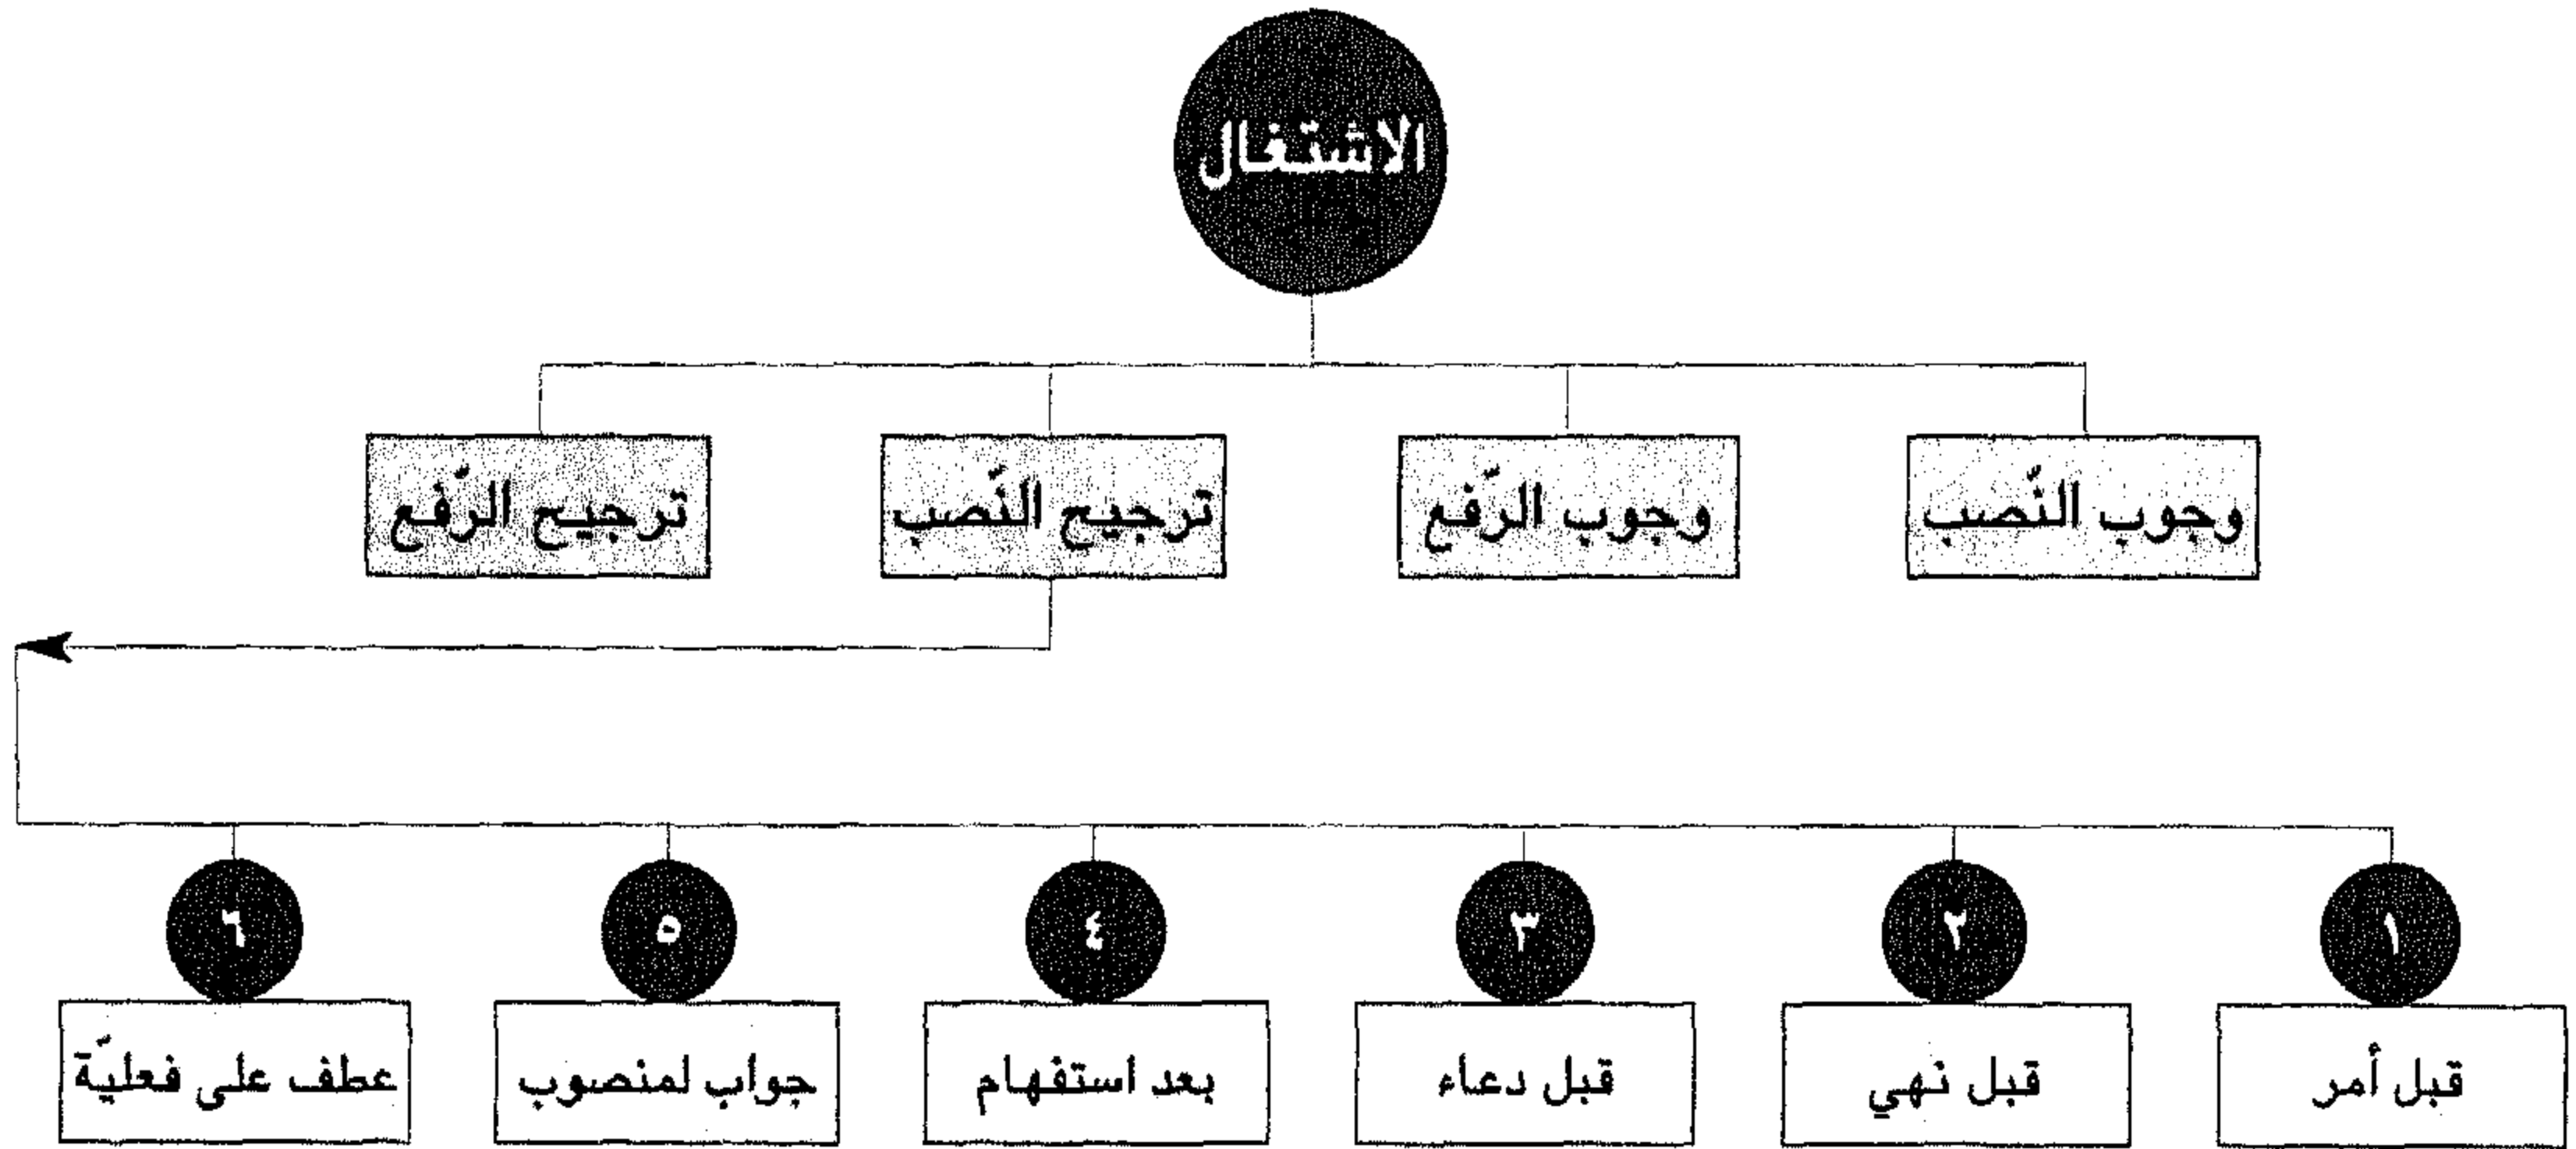 الاشتغال
وجوب النّصب
وجوب الرّفع
ترجيح النّصب
ترجيح الرّفع
١
٢
٣
٤
٥
٦
قبل أمر
قبل نهي
قبل دعاء
بعد استفهام
جواب لمنصوب
عطف على فعليّة